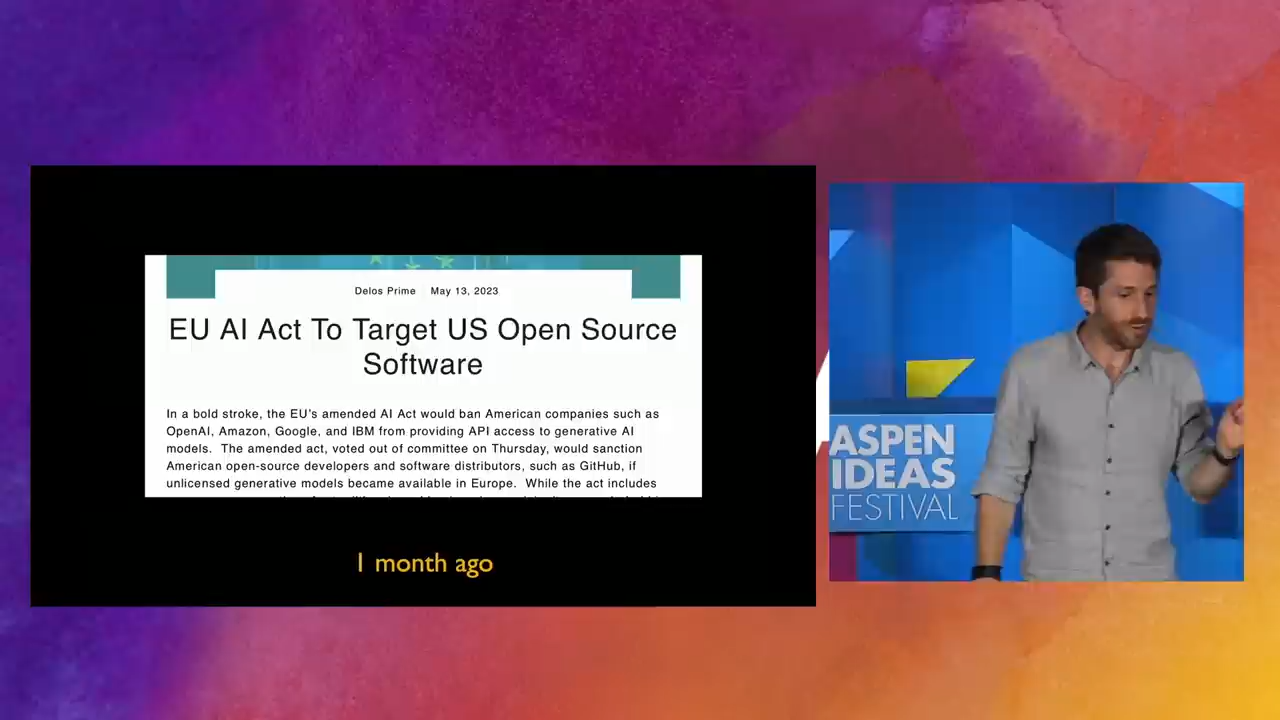 Delos Prime May 13, 2023
EU AI Act To Target US Open Source
Software
In a bold stroke, the EU's amended AI Act would ban American companies such as
OpenAI, Amazon, Google, and IBM from providing API access to generative AI
models.  The amended act, voted out of committee on Thursday, would sanction
American open-source developers and software distributors, such as GitHub, if
unlicensed generative models became available in Europe.  While the act includes
1 month ago
ASPEN
IDEAS
FESTIVAL